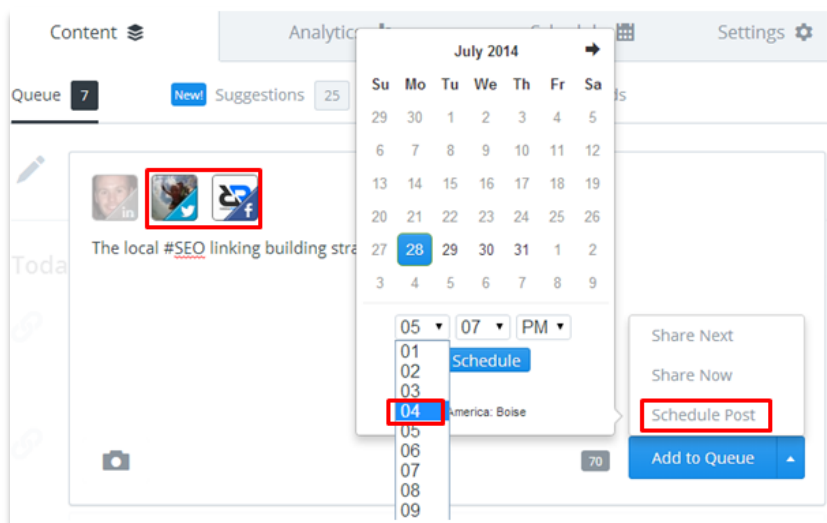 Content Analytics Settings
Queue 7 New! Suggestions 25
July 2014
Su Mo Tu We Th Fr Sa
29 30 1 2 3 4 5
6 7 8 9 10 11 12
13 14 15 16 17 18 19
20 21 22 23 24 25 26
27 28 29 30 31 1 2
3 4 5 6 7 8 9
The local #SEO linking building
Toda
05 07 PM
Schedule
01
02
03
04
05
06
07
08
09
America: Boise
Share Next
Share Now
Schedule Post
70
Add to Queue